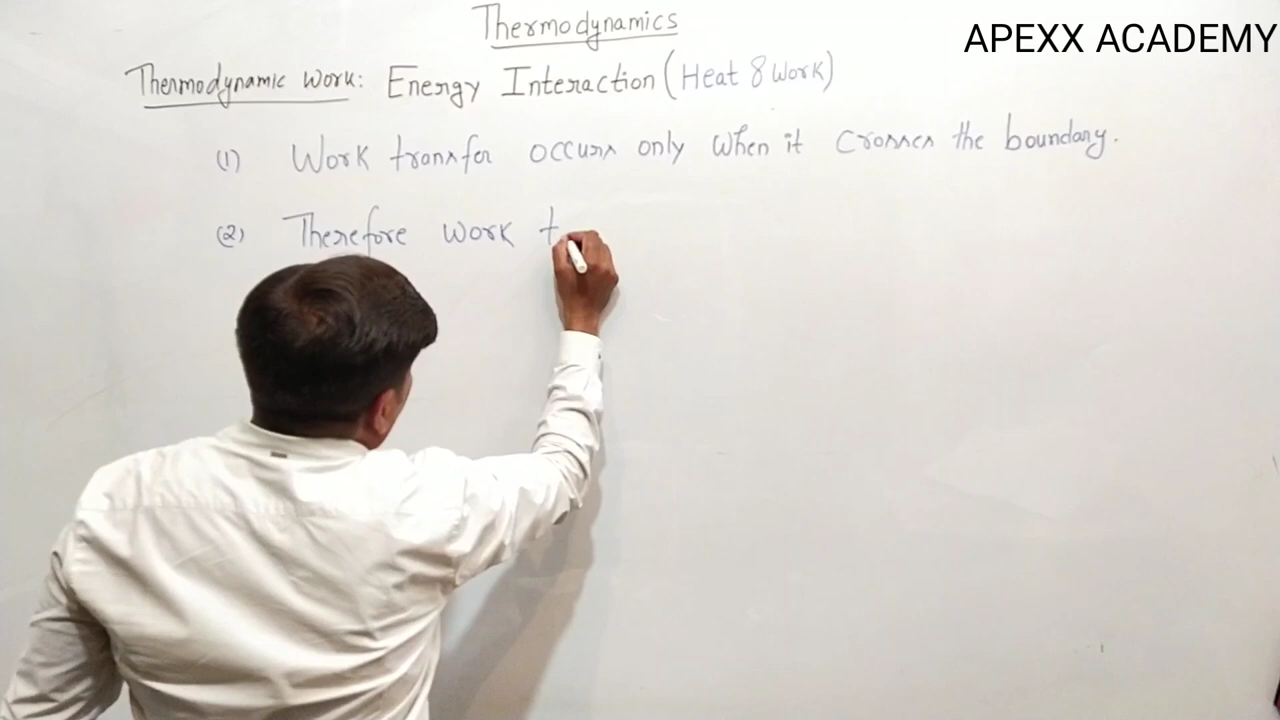 Thermodynamics
APEXX ACADEMY
Thermodynamic Work: Energy Interaction (Heat & Work)
(1) Work transfer occurs only when it crosses the boundary.
(2) Therefore work t